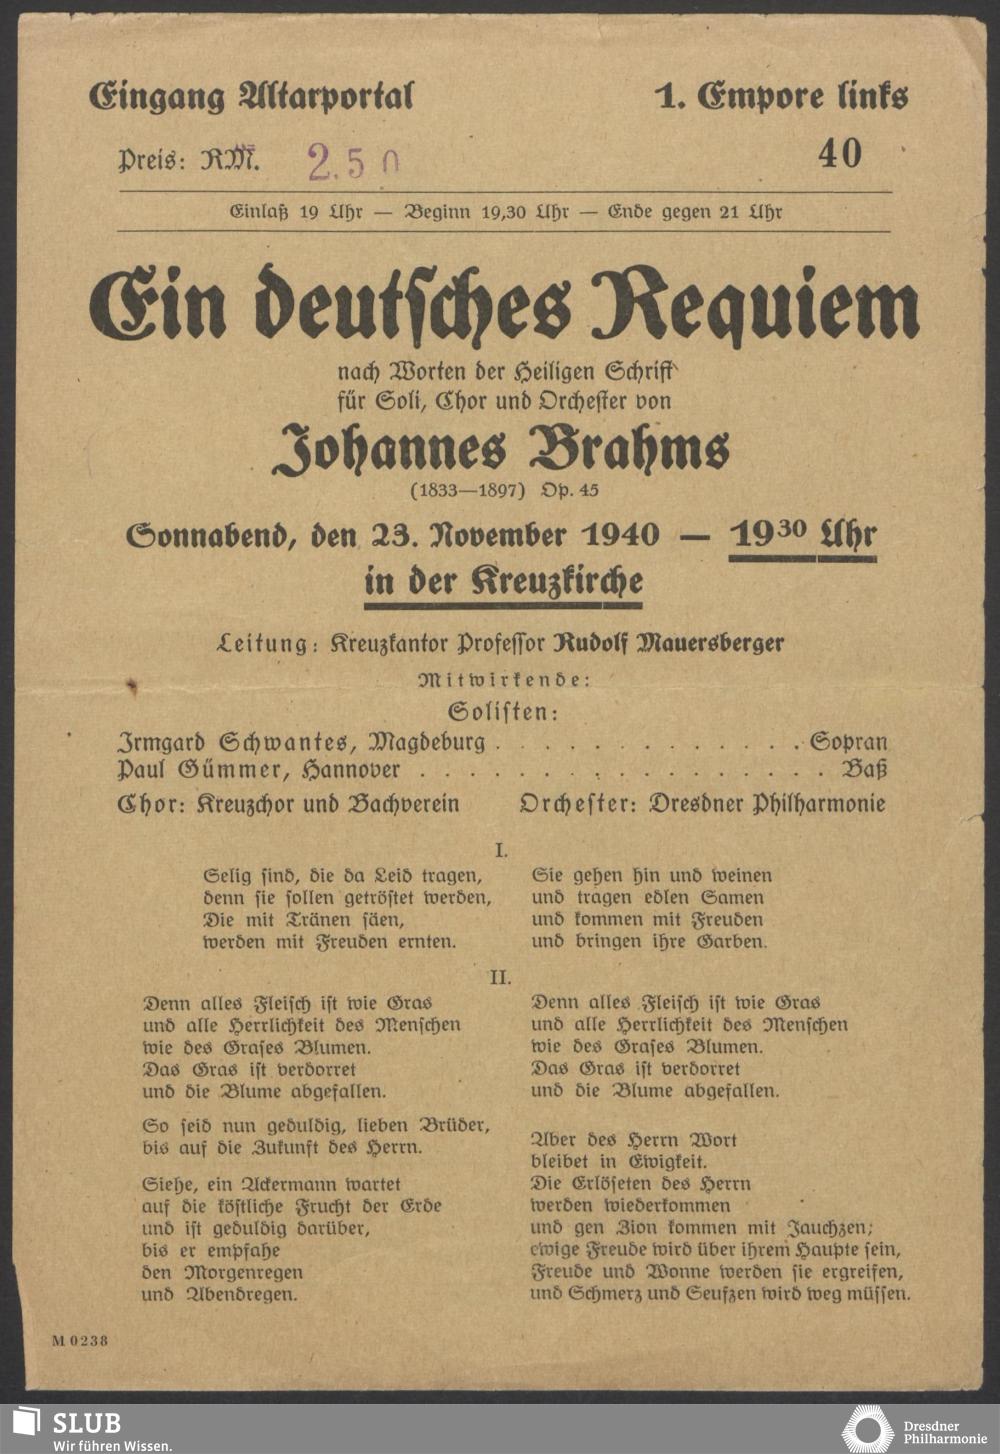 Eingang Altarportal 1. Empore links
Preis: RM. 2.50 40
Einlaß 19 Uhr — Beginn 19,30 Uhr — Ende gegen 21 Uhr
Ein deutsches Requiem
nach Worten der Heiligen Schrift
für Soli, Chor und Orchester von
Johannes Brahms
(1833—1897) Op. 45
Sonnabend, den 23. November 1940 — 19³⁰ Uhr
in der Kreuzkirche
Leitung: Kreuzkantor Professor Rudolf Mauersberger
Mitwirkende:
Solisten:
Irmgard Schwantes, Magdeburg . . . . . . . . . . . . . Sopran
Paul Gümmer, Hannover . . . . . . . . . . . . . . . . . Baß
Chor: Kreuzchor und Bachverein Orchester: Dresdner Philharmonie
I.
Selig sind, die da Leid tragen,
denn sie sollen getröstet werden,
Die mit Tränen säen,
werden mit Freuden ernten.
Sie gehen hin und weinen
und tragen edlen Samen
und kommen mit Freuden
und bringen ihre Garben.
II.
Denn alles Fleisch ist wie Gras
und alle Herrlichkeit des Menschen
wie des Grases Blumen.
Das Gras ist verdorret
und die Blume abgefallen.
So seid nun geduldig, lieben Brüder,
bis auf die Zukunft des Herrn.
Siehe, ein Ackermann wartet
auf die köstliche Frucht der Erde
und ist geduldig darüber,
bis er empfahe
den Morgenregen
und Abendregen.
Denn alles Fleisch ist wie Gras
und alle Herrlichkeit des Menschen
wie des Grases Blumen.
Das Gras ist verdorret
und die Blume abgefallen.
Aber des Herrn Wort
bleibet in Ewigkeit.
Die Erlöseten des Herrn
werden wiederkommen
und gen Zion kommen mit Jauchzen;
ewige Freude wird über ihrem Haupte sein,
Freude und Wonne werden sie ergreifen,
und Schmerz und Seufzen wird weg müssen.
M 0238
SLUB
Wir führen Wissen.
Dresdner
Philharmonie